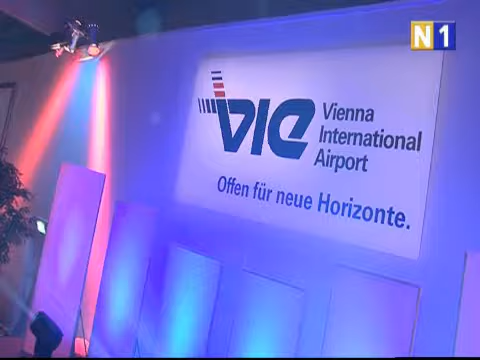 N1
VIE
Vienna
International
Airport
Offen für neue Horizonte.